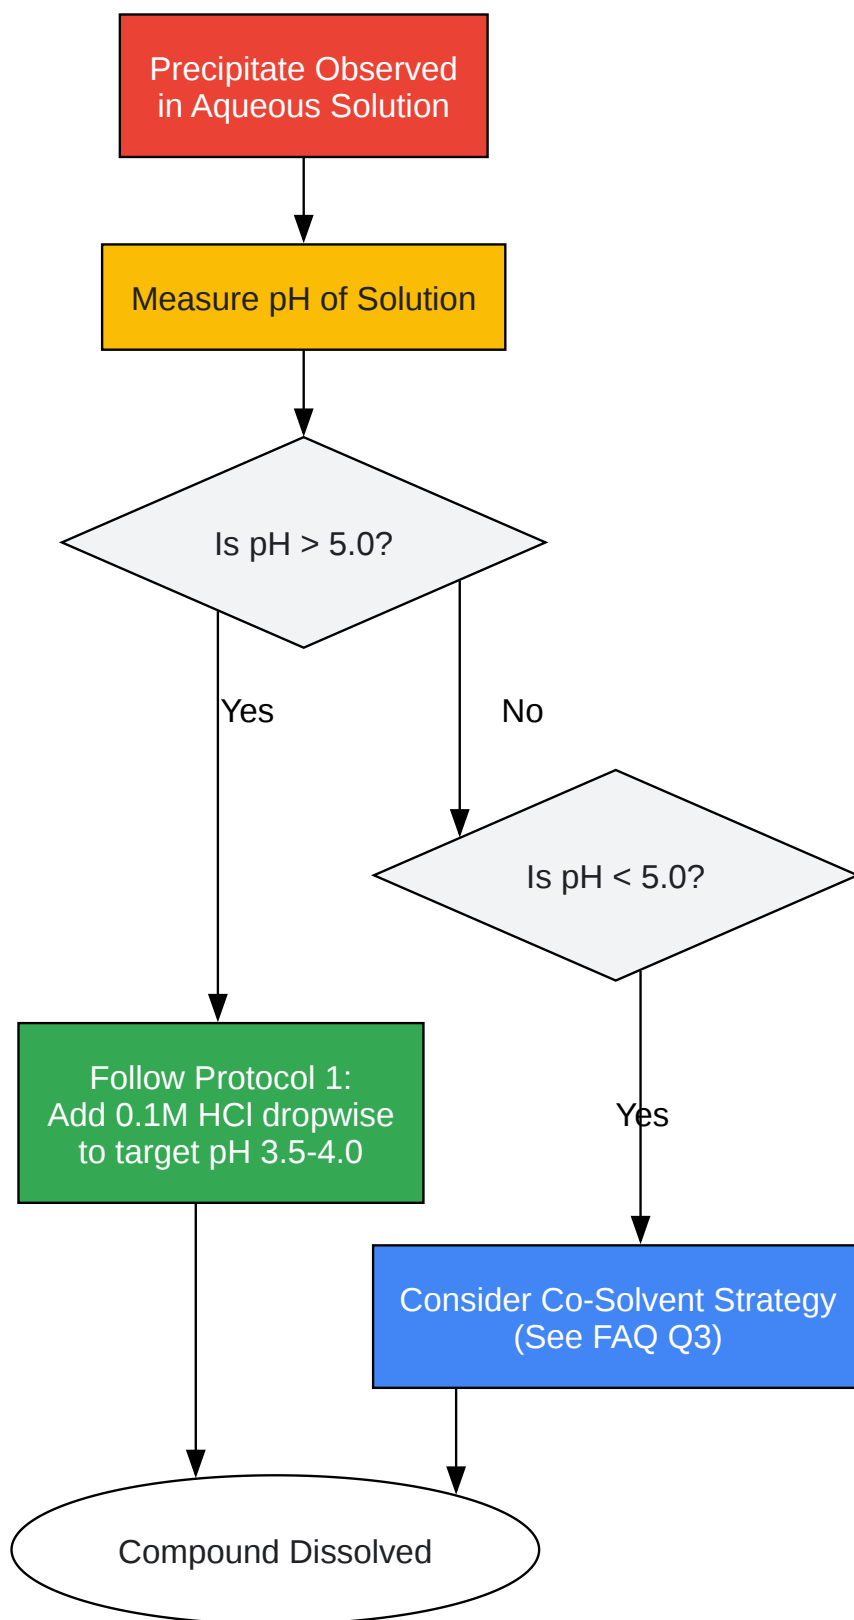 Precipitate Observed
in Aqueous Solution
Measure pH of Solution
Is pH > 5.0?
Yes
No
Is pH < 5.0?
Follow Protocol 1:
Add 0.1M HCl dropwise
to target pH 3.5-4.0
Yes
Consider Co-Solvent Strategy
(See FAQ Q3)
Compound Dissolved